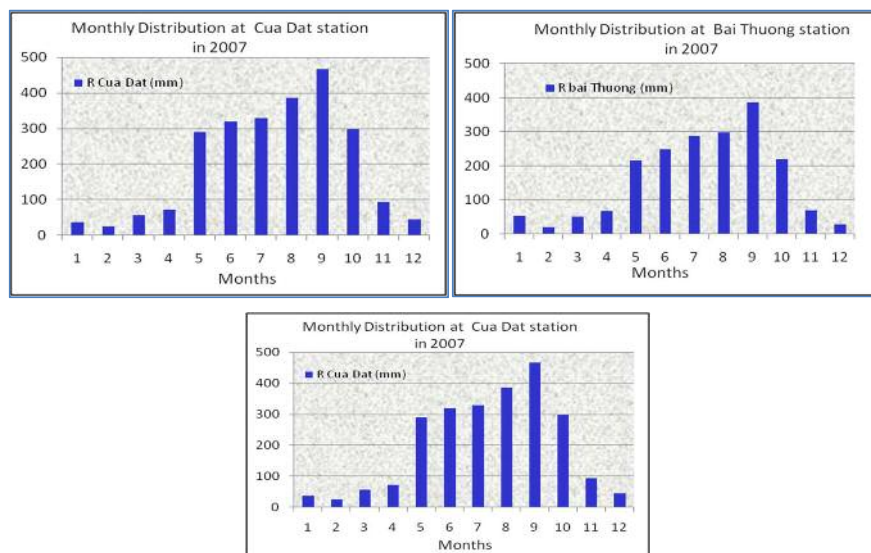 Monthly Distribution at Cua Dat station
in 2007
500
R Cua Dat (mm)
400
300
200
100
0
1 2 3 4 5 6 7 8 9 10 11 12
Months
Monthly Distribution at Bai Thuong station
in 2007
500
R bai Thuong (mm)
400
300
200
100
0
1 2 3 4 5 6 7 8 9 10 11 12
Months
Monthly Distribution at Cua Dat station
in 2007
500
R Cua Dat (mm)
400
300
200
100
0
1 2 3 4 5 6 7 8 9 10 11 12
Months